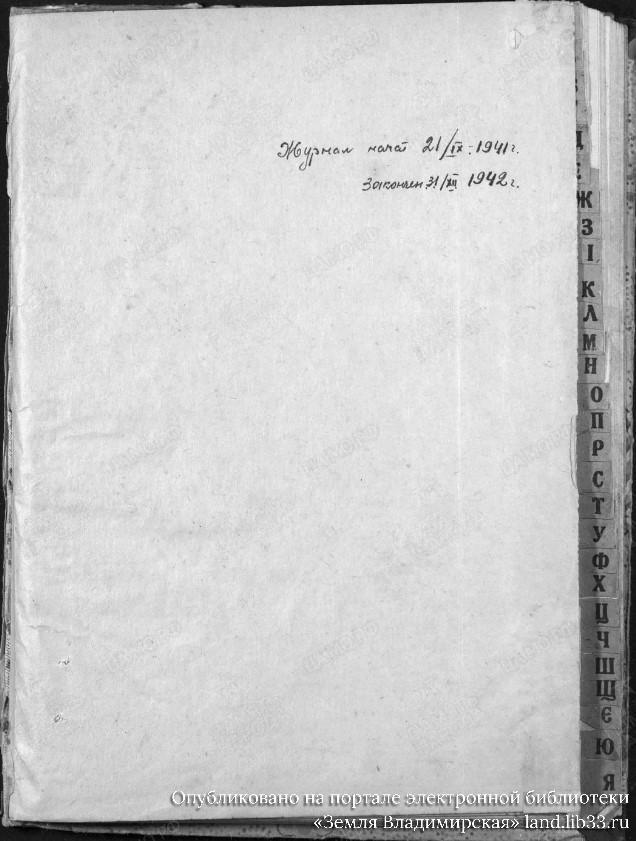 Журнал начат 21/IX. 1941 г.
Закончен 31/XII 1942 г.
Д
Е
Ж
З
І
К
Л
М
Н
О
П
Р
С
Т
У
Ф
Х
Ц
Ч
Ш
Щ
Є
Ю
Я
Опубликовано на портале электронной библиотеки
«Земля Владимирская» land.lib33.ru